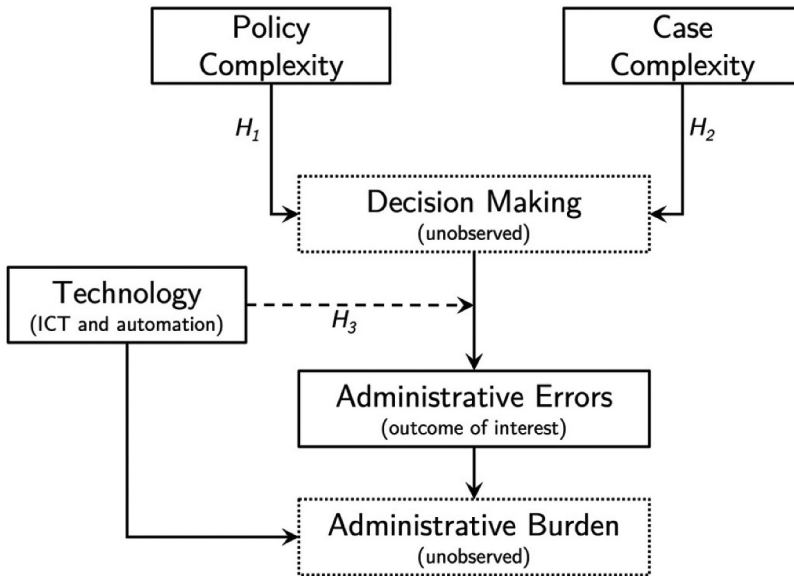 Policy
Complexity
Case
Complexity
H1
H2
Decision Making
(unobserved)
Technology
(ICT and automation)
H3
Administrative Errors
(outcome of interest)
Administrative Burden
(unobserved)